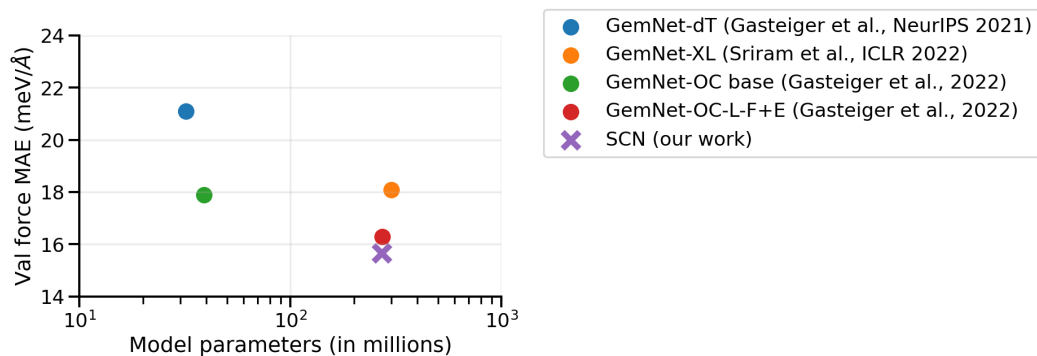 24
22
20
18
16
14
Val force MAE (meV/Å)
10¹
10²
10³
Model parameters (in millions)
GemNet-dT (Gasteiger et al., NeurIPS 2021)
GemNet-XL (Sriram et al., ICLR 2022)
GemNet-OC base (Gasteiger et al., 2022)
GemNet-OC-L-F+E (Gasteiger et al., 2022)
SCN (our work)